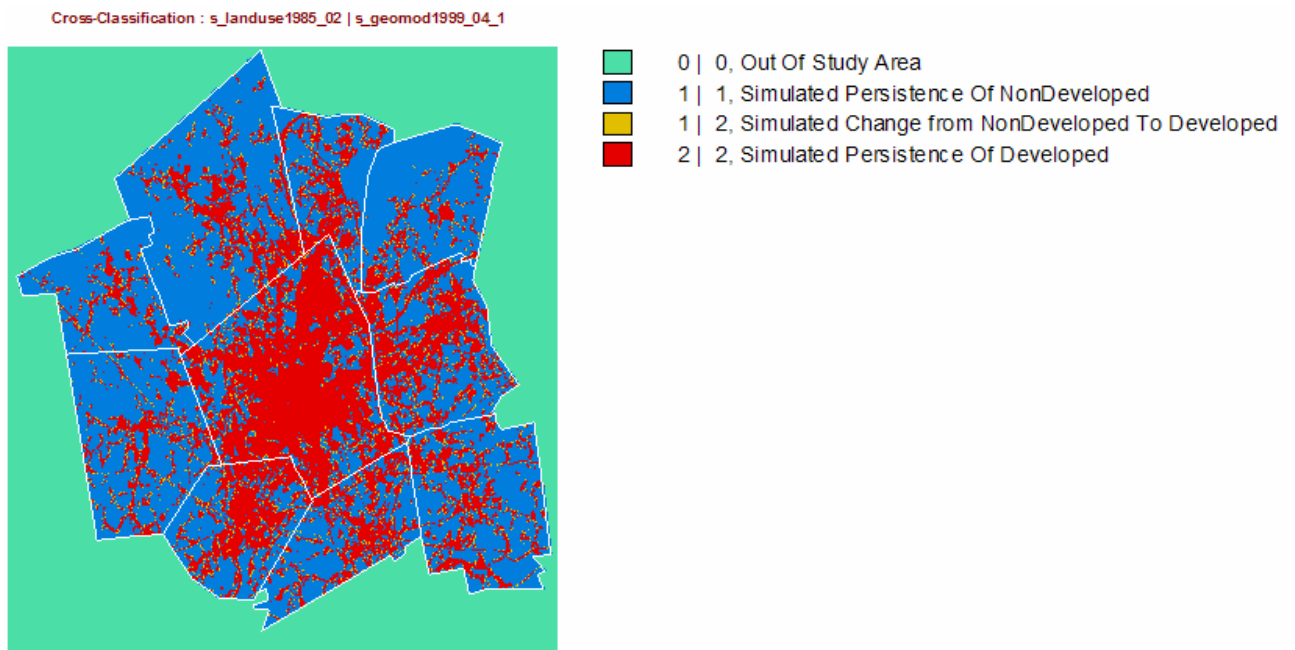 Cross-Classification : s_landuse1985_02 | s_geomod1999_04_1
0 | 0, Out Of Study Area
1 | 1, Simulated Persistence Of NonDeveloped
1 | 2, Simulated Change from NonDeveloped To Developed
2 | 2, Simulated Persistence Of Developed